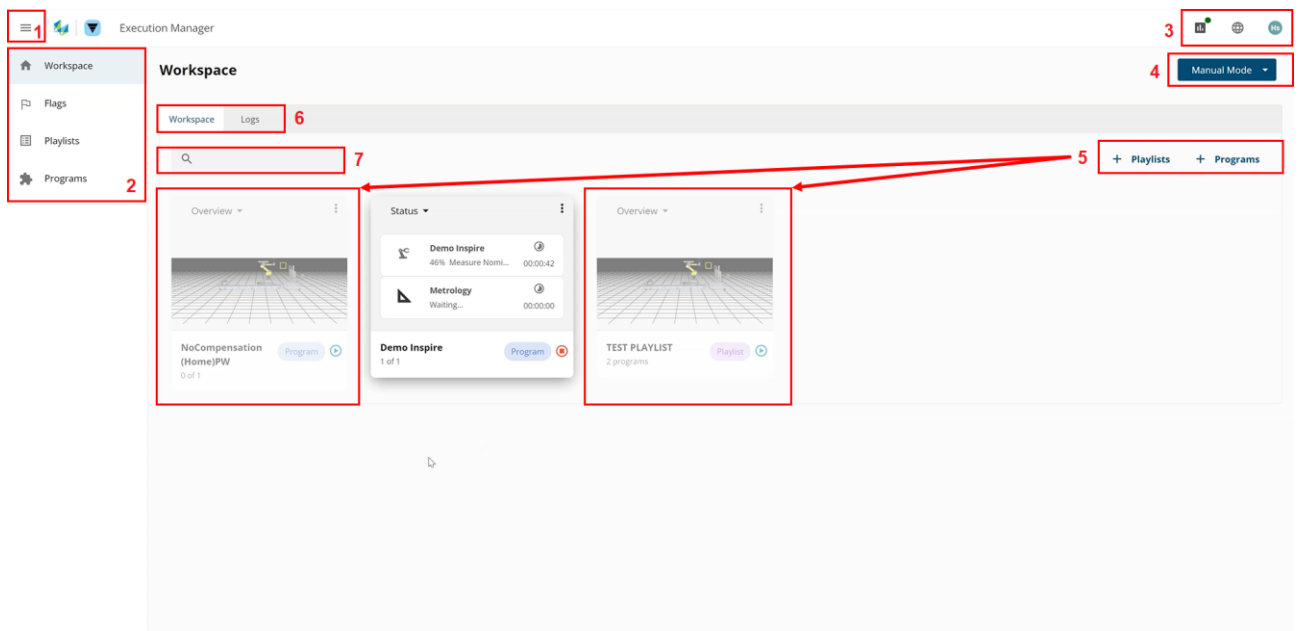 1
Execution Manager
3
Hs
Workspace
Flags
Playlists
Programs
2
Workspace
4
Manual Mode
Workspace Logs
6
7
5
+ Playlists + Programs
Overview
NoCompensation
(Home)PW
0 of 1
Program
Status
Demo Inspire
46% Measure Nomi...
00:00:42
Metrology
Waiting...
00:00:00
Demo Inspire
1 of 1
Program
Overview
TEST PLAYLIST
2 programs
Playlist